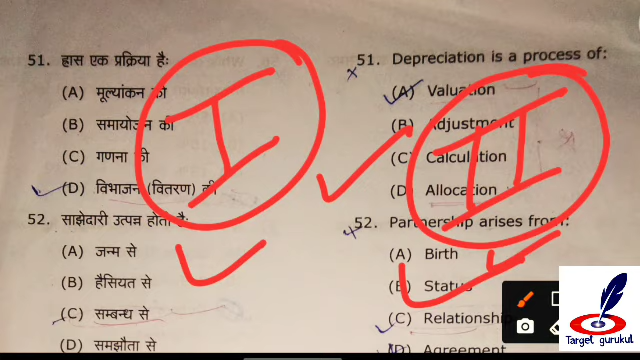 51. ह्रास एक प्रक्रिया है:
(A) मूल्यांकन की
(B) समायोजन की
(C) गणना की
(D) विभाजन (वितरण) की
52. साझेदारी उत्पन्न होता है:
(A) जन्म से
(B) हैसियत से
(C) सम्बन्ध से
(D) समझौता से
51. Depreciation is a process of:
(A) Valuation
(B) Adjustment
(C) Calculation
(D) Allocation
52. Partnership arises from:
(A) Birth
(B) Status
(C) Relationship
(D) Agreement
I
II
Target gurukul